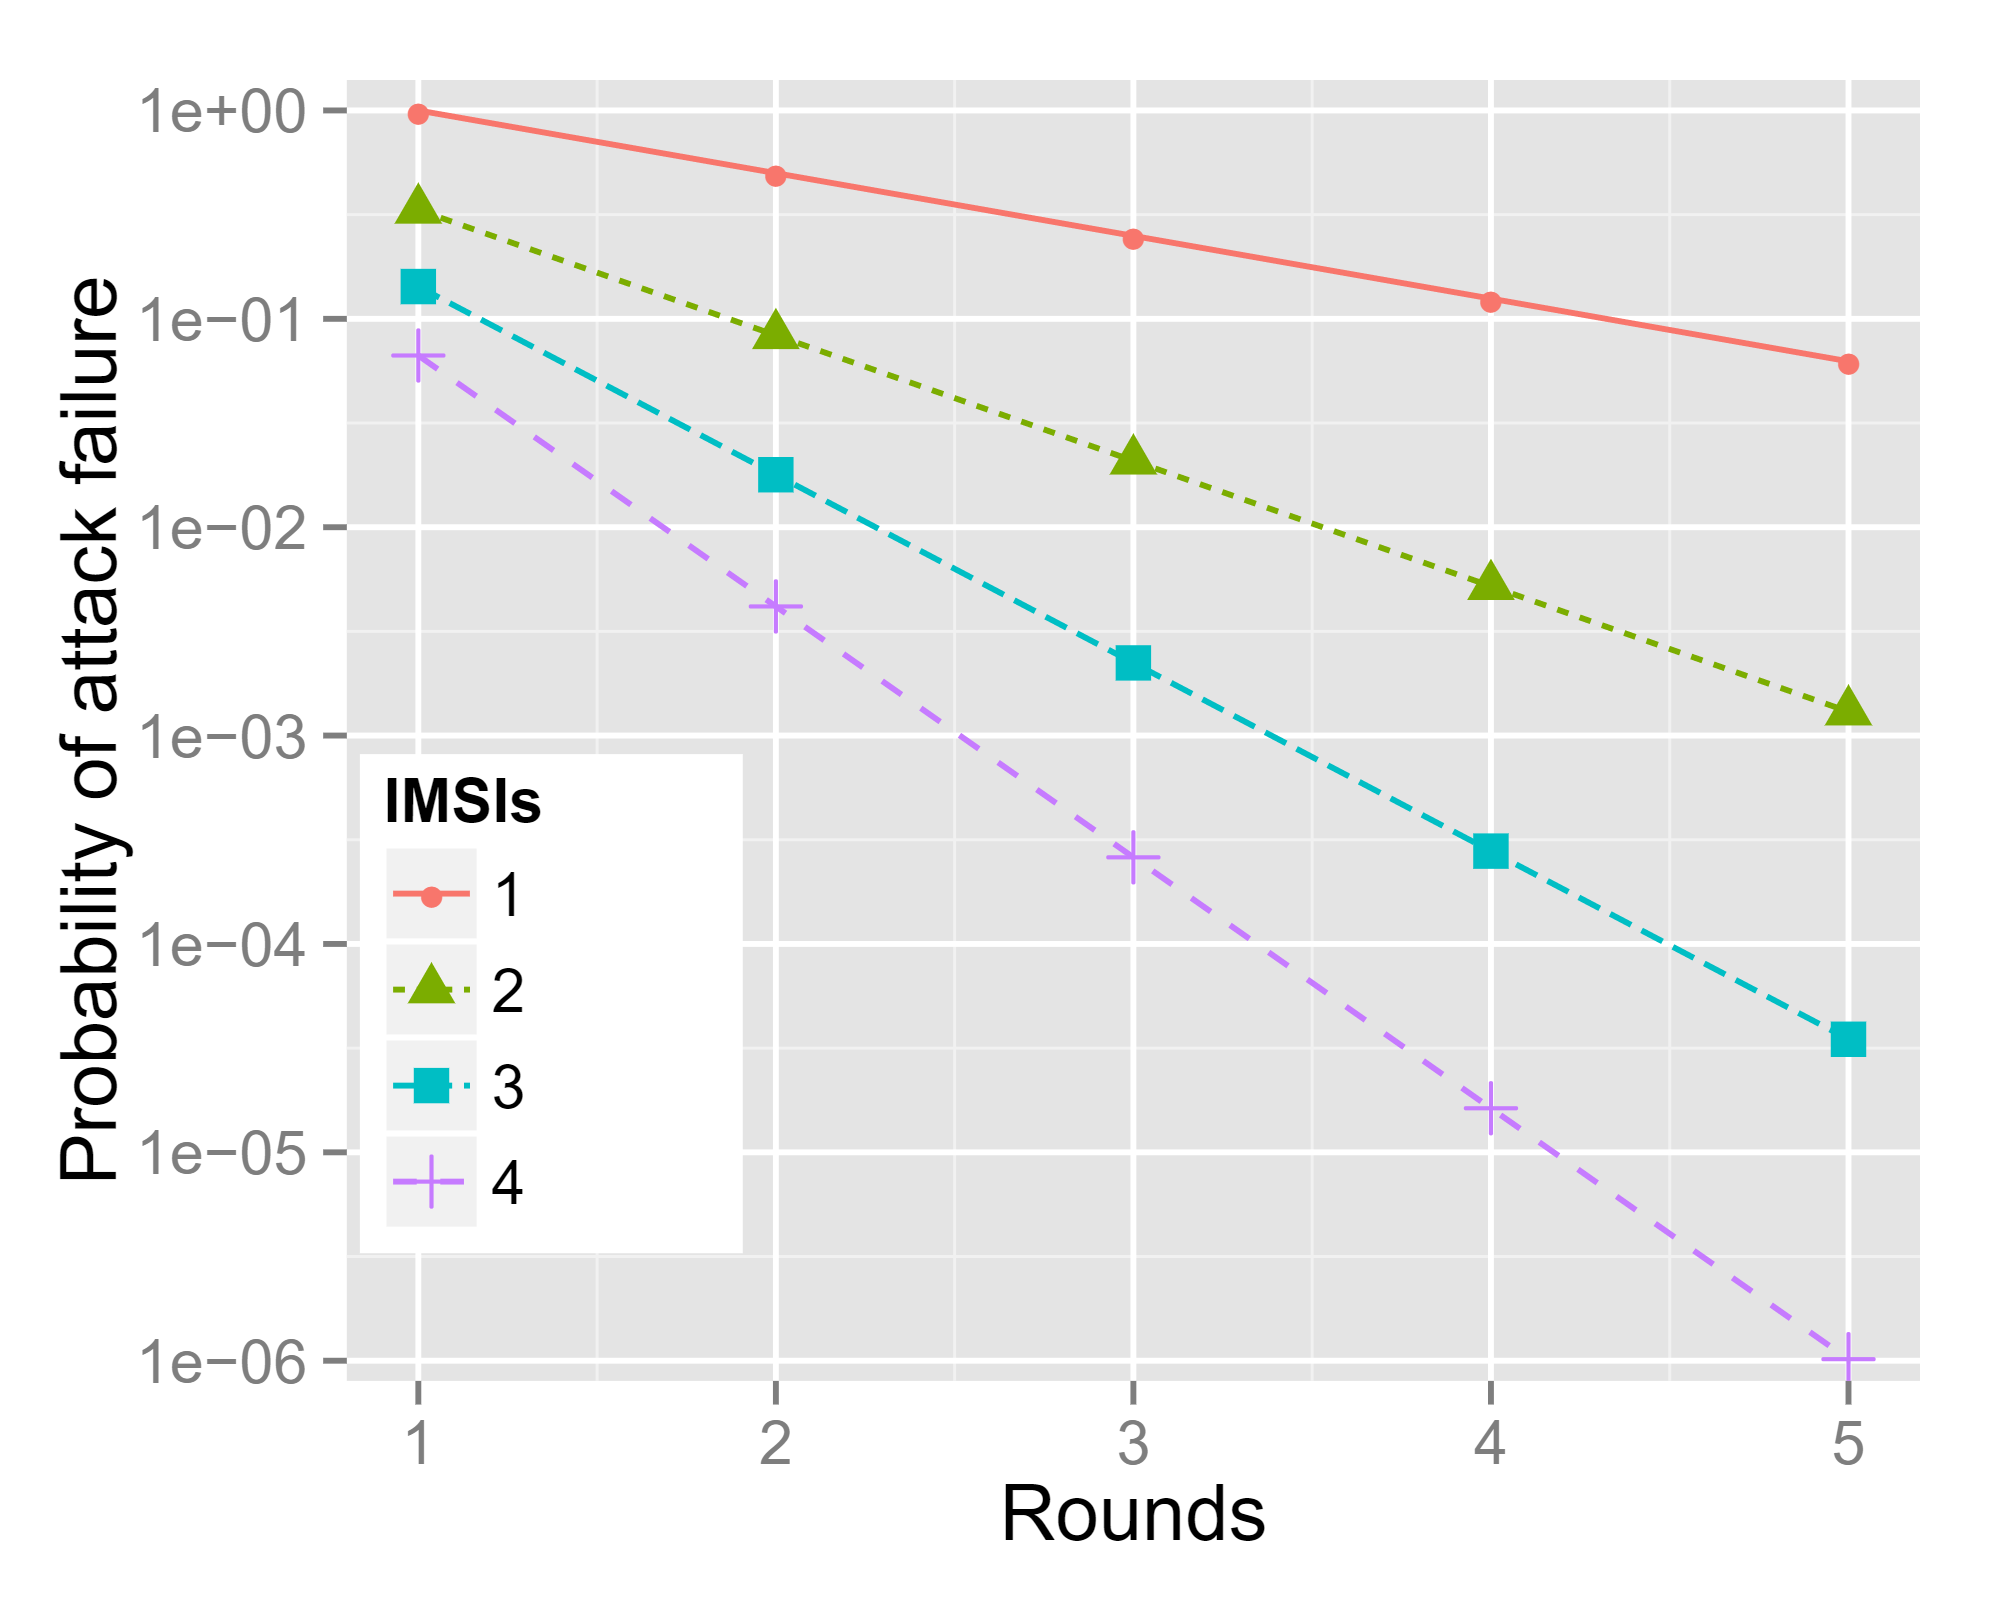 1e+00
1e−01
1e−02
1e−03
1e−04
1e−05
1e−06
Probability of attack failure
IMSIs
1
2
3
4
1 2 3 4 5
Rounds